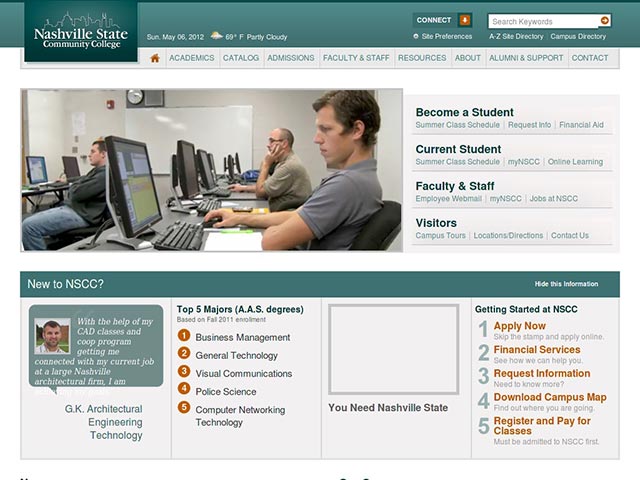 Nashville State
Community College
Sun. May 06, 2012
69° F Partly Cloudy
CONNECT
Search Keywords
Site Preferences
A-Z Site Directory
Campus Directory
ACADEMICS CATALOG ADMISSIONS FACULTY & STAFF RESOURCES ABOUT ALUMNI & SUPPORT CONTACT
Become a Student
Summer Class Schedule Request Info Financial Aid
Current Student
Summer Class Schedule myNSCC Online Learning
Faculty & Staff
Employee Webmail myNSCC Jobs at NSCC
Visitors
Campus Tours Locations/Directions Contact Us
New to NSCC?
Hide this Information
With the help of my
CAD classes and
coop program
getting me
connected with my current job
at a large Nashville
architectural firm, I am
G.K. Architectural
Engineering
Technology
Top 5 Majors (A.A.S. degrees)
Based on Fall 2011 enrollment
1 Business Management
2 General Technology
3 Visual Communications
4 Police Science
5 Computer Networking
Technology
You Need Nashville State
Getting Started at NSCC
1 Apply Now
Skip the stamp and apply online.
2 Financial Services
See how we can help you.
3 Request Information
Need to know more?
4 Download Campus Map
Find out where you are going.
5 Register and Pay for
Classes
Must be admitted to NSCC first.